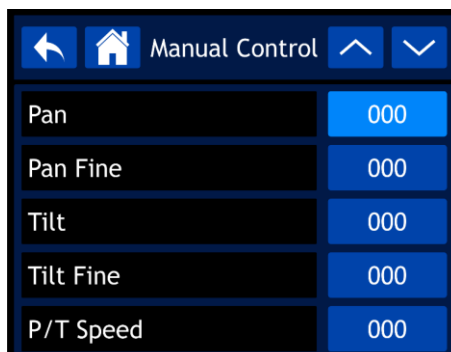 Manual Control
Pan 000
Pan Fine 000
Tilt 000
Tilt Fine 000
P/T Speed 000